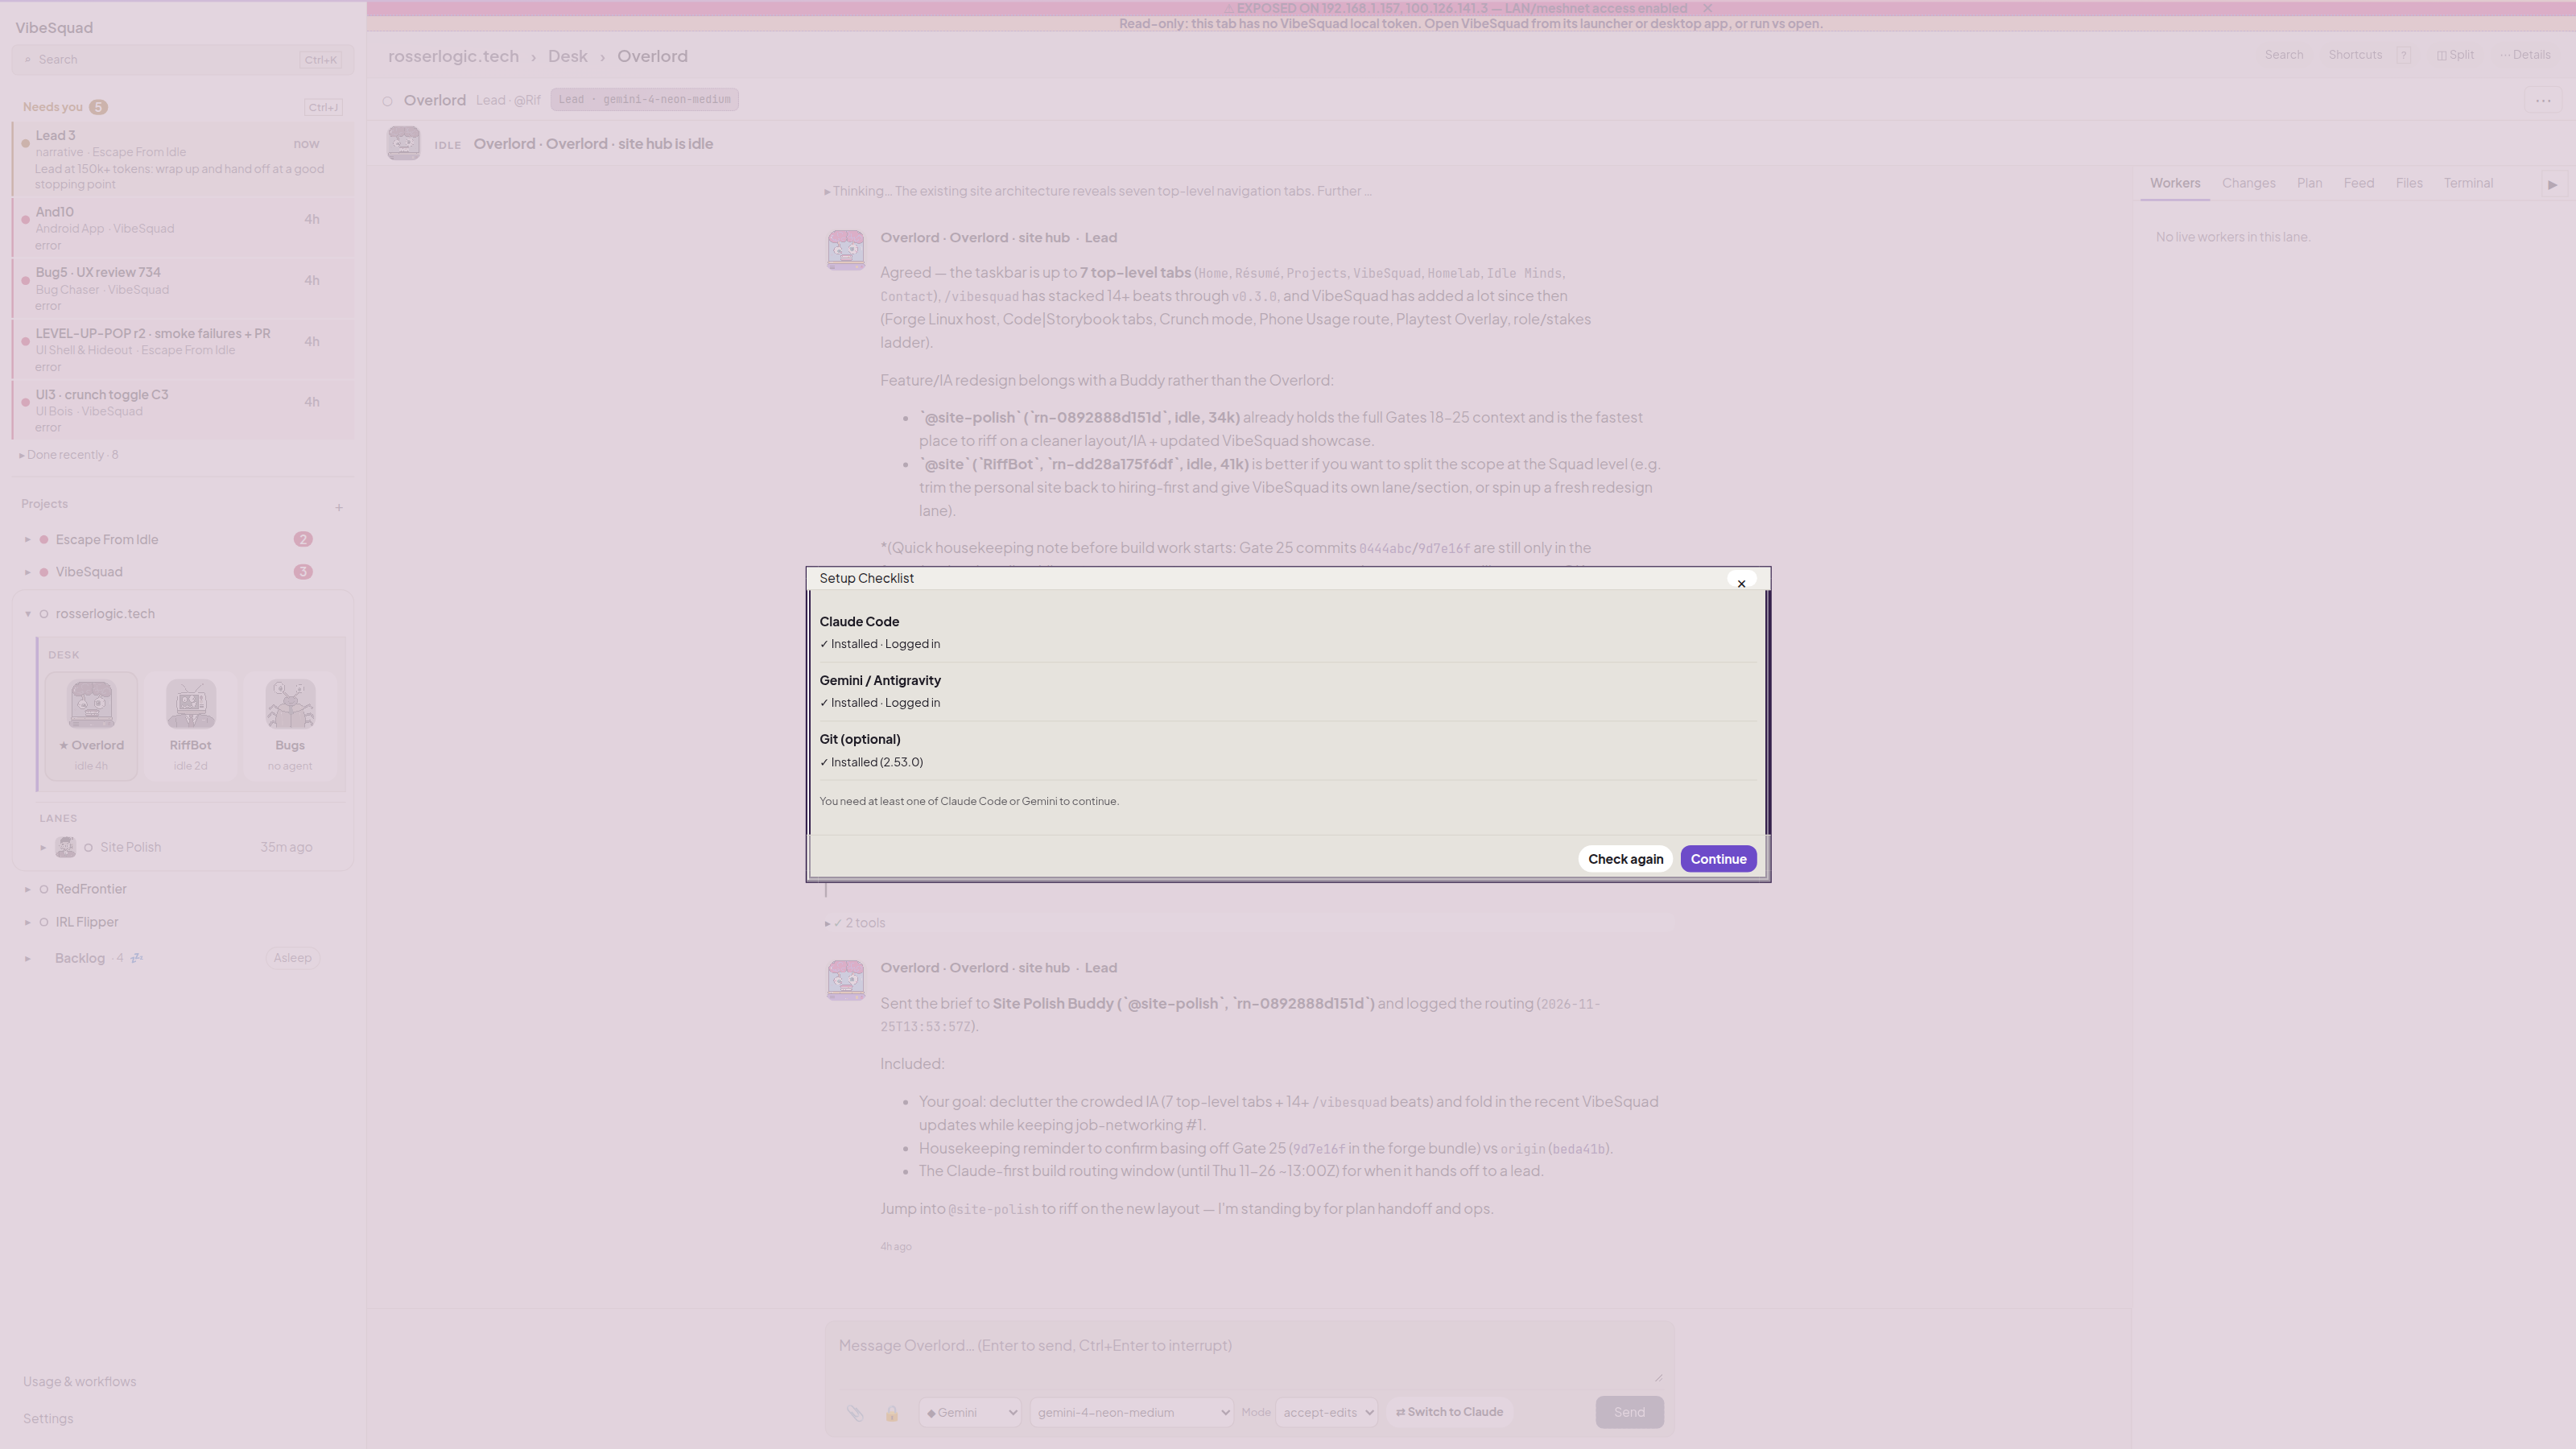 VibeSquad
⚠ EXPOSED ON 192.168.1.157, 100.126.141.3 — LAN/meshnet access enabled ✕
Read-only: this tab has no VibeSquad local token. Open VibeSquad from its launcher or desktop app, or run vs open.
Search Ctrl+K
rosserlogic.tech › Desk › Overlord
Search Shortcuts ? Split ⋯ Details
Needs you 5 Ctrl+J
Overlord Lead · @Rif Lead · gemini-4-neon-medium ⋯
Lead 3 now
narrative · Escape From Idle
Lead at 150k+ tokens: wrap up and hand off at a good
stopping point
And10 4h
Android App · VibeSquad
error
Bug5 · UX review 734 4h
Bug Chaser · VibeSquad
error
LEVEL-UP-POP r2 · smoke failures + PR 4h
UI Shell & Hideout · Escape From Idle
error
UI3 · crunch toggle C3 4h
UI Bois · VibeSquad
error
▸ Done recently · 8
Projects +
▸ Escape From Idle 2
▸ VibeSquad 3
▾ rosserlogic.tech
DESK
★ Overlord
idle 4h
RiffBot
idle 2d
Bugs
no agent
LANES
▸ Site Polish 35m ago
▸ RedFrontier
▸ IRL Flipper
▸ Backlog · 4 💤 Asleep
Usage & workflows
Settings
IDLE Overlord · Overlord · site hub is idle
▸ Thinking… The existing site architecture reveals seven top-level navigation tabs. Further …
Overlord · Overlord · site hub · Lead
Agreed — the taskbar is up to 7 top-level tabs (Home, Résumé, Projects, VibeSquad, Homelab, Idle Minds,
Contact), /vibesquad has stacked 14+ beats through v0.3.0, and VibeSquad has added a lot since then
(Forge Linux host, Code|Storybook tabs, Crunch mode, Phone Usage route, Playtest Overlay, role/stakes
ladder).
Feature/IA redesign belongs with a Buddy rather than the Overlord:
• `@site-polish` (`rn-0892888d151d`, idle, 34k) already holds the full Gates 18–25 context and is the fastest
place to riff on a cleaner layout/IA + updated VibeSquad showcase.
• `@site` (`RiffBot`, `rn-dd28a175f6df`, idle, 41k) is better if you want to split the scope at the Squad level (e.g.
trim the personal site back to hiring-first and give VibeSquad its own lane/section, or spin up a fresh redesign
lane).
*(Quick housekeeping note before build work starts: Gate 25 commits 0444abc/9d7e16f are still only in the
Setup Checklist ×
Claude Code
✓ Installed · Logged in
Gemini / Antigravity
✓ Installed · Logged in
Git (optional)
✓ Installed (2.53.0)
You need at least one of Claude Code or Gemini to continue.
Check again Continue
▸ ✓ 2 tools
Overlord · Overlord · site hub · Lead
Sent the brief to Site Polish Buddy (`@site-polish`, `rn-0892888d151d`) and logged the routing (2026-11-
25T13:53:57Z).
Included:
• Your goal: declutter the crowded IA (7 top-level tabs + 14+ /vibesquad beats) and fold in the recent VibeSquad
updates while keeping job-networking #1.
• Housekeeping reminder to confirm basing off Gate 25 (9d7e16f in the forge bundle) vs origin (beda41b).
• The Claude-first build routing window (until Thu 11–26 ~13:00Z) for when it hands off to a lead.
Jump into @site-polish to riff on the new layout — I'm standing by for plan handoff and ops.
4h ago
Message Overlord… (Enter to send, Ctrl+Enter to interrupt)
◆ Gemini gemini-4-neon-medium Mode accept-edits ⇄ Switch to Claude Send
Workers Changes Plan Feed Files Terminal ▶
No live workers in this lane.